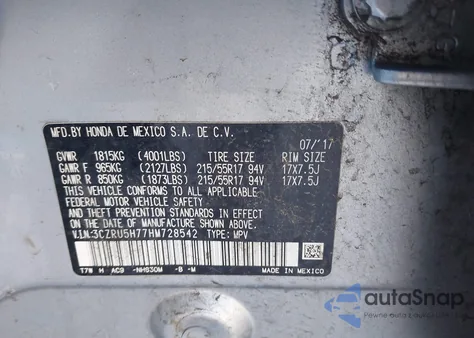 MFD.BY HONDA DE MEXICO S.A. DE C.V.
07/'17
GVWR 1815KG (4001LBS) TIRE SIZE RIM SIZE
GAWR F 965KG (2127LBS) 215/55R17 94V 17X7.5J
GAWR R 850KG (1873LBS) 215/55R17 94V 17X7.5J
THIS VEHICLE CONFORMS TO ALL APPLICABLE
FEDERAL MOTOR VEHICLE SAFETY
AND THEFT PREVENTION STANDARDS IN EFFECT
ON THE DATE OF MANUFACTURE SHOWN ABOVE.
V.I.N:3CZRU5H77HM728542 TYPE: MPV
T7W H AC9 -NH830M -B -M MADE IN MEXICO
autoSnap